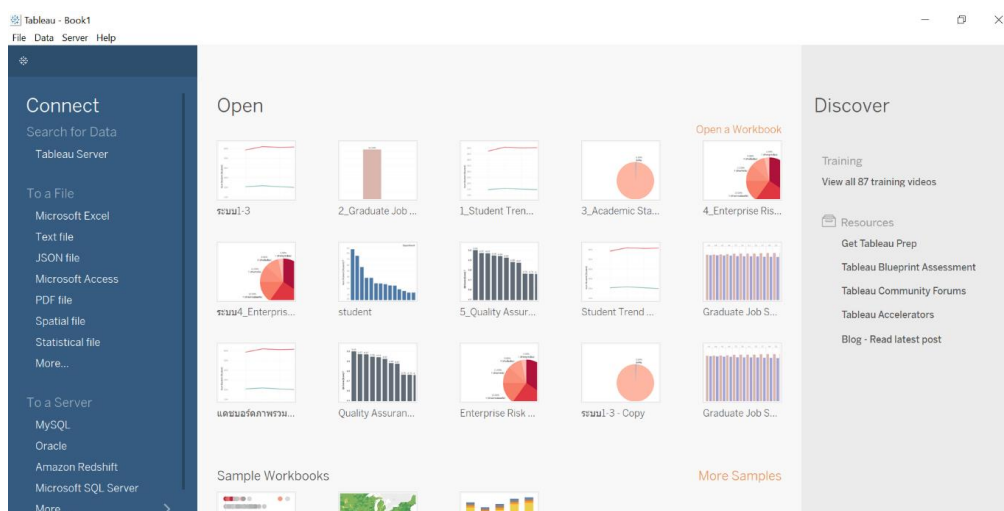 Tableau - Book1
File Data Server Help
Connect
Search for Data
Tableau Server
To a File
Microsoft Excel
Text file
JSON file
Microsoft Access
PDF file
Spatial file
Statistical file
More...
To a Server
MySQL
Oracle
Amazon Redshift
Microsoft SQL Server
More
Open
Open a Workbook
ระบบ1-3
2_Graduate Job ...
1_Student Tren...
3_Academic Sta...
4_Enterprise Ris...
ระบบ4_Enterpris...
student
5_Quality Assur...
Student Trend ...
Graduate Job S...
แดชบอร์ดภาพรวม...
Quality Assuran...
Enterprise Risk ...
ระบบ1-3 - Copy
Graduate Job S...
Sample Workbooks
More Samples
Discover
Training
View all 87 training videos
Resources
Get Tableau Prep
Tableau Blueprint Assessment
Tableau Community Forums
Tableau Accelerators
Blog - Read latest post